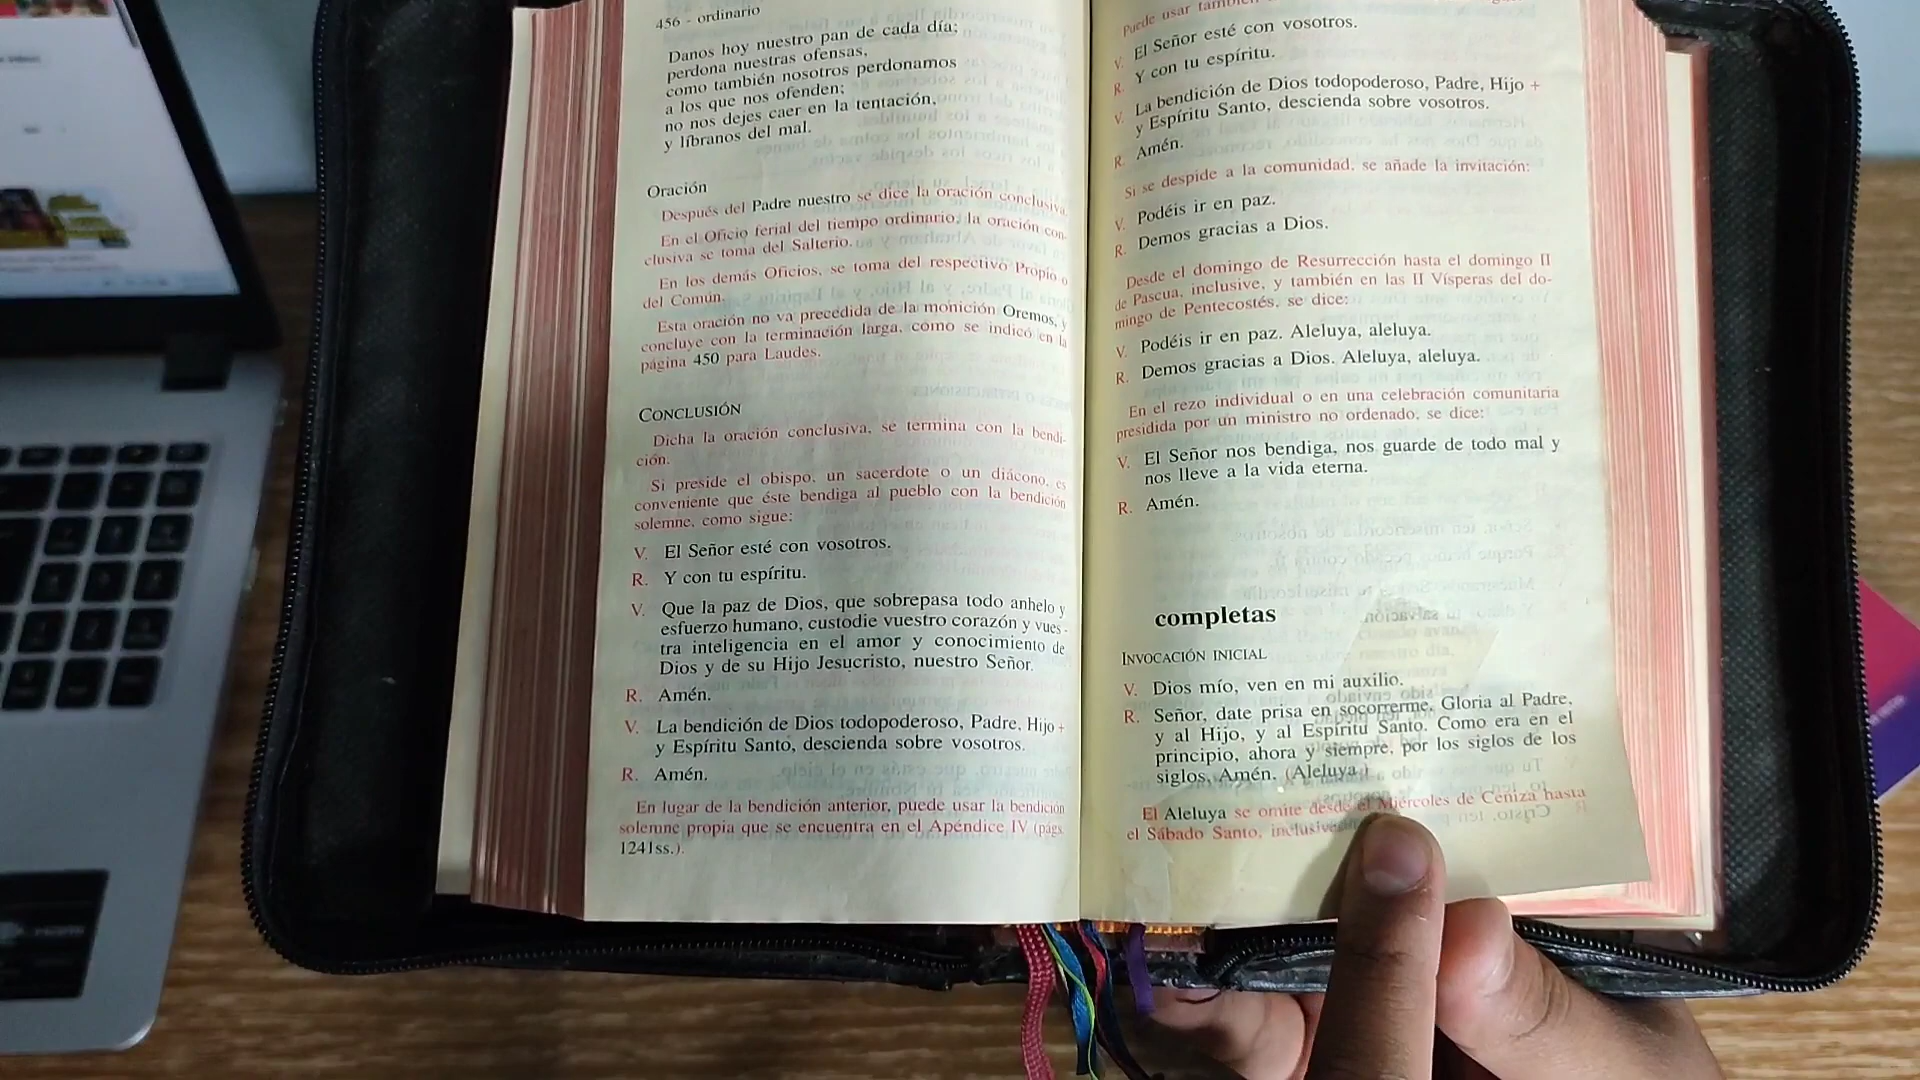 456 - ordinario
Danos hoy nuestro pan de cada día;
perdona nuestras ofensas,
como también nosotros perdonamos
a los que nos ofenden;
no nos dejes caer en la tentación,
y líbranos del mal.
Oración
Después del Padre nuestro se dice la oración conclusiva.
En el Oficio ferial del tiempo ordinario, la oración con-
clusiva se toma del Salterio.
En los demás Oficios, se toma del respectivo Propio o
del Común.
Esta oración no va precedida de la monición Oremos, y
concluye con la terminación larga, como se indicó en la
página 450 para Laudes.
CONCLUSIÓN
Dicha la oración conclusiva, se termina con la bendi-
ción.
Si preside el obispo, un sacerdote o un diácono, es
conveniente que éste bendiga al pueblo con la bendición
solemne, como sigue:
V. El Señor esté con vosotros.
R. Y con tu espíritu.
V. Que la paz de Dios, que sobrepasa todo anhelo y
esfuerzo humano, custodie vuestro corazón y vues-
tra inteligencia en el amor y conocimiento de
Dios y de su Hijo Jesucristo, nuestro Señor.
R. Amén.
V. La bendición de Dios todopoderoso, Padre, Hijo +
y Espíritu Santo, descienda sobre vosotros.
R. Amén.
En lugar de la bendición anterior, puede usar la bendición
solemne propia que se encuentra en el Apéndice IV (págs.
1241ss.).
Puede usar también
V. El Señor esté con vosotros.
R. Y con tu espíritu.
V. La bendición de Dios todopoderoso, Padre, Hijo +
y Espíritu Santo, descienda sobre vosotros.
R. Amén.
Si se despide a la comunidad, se añade la invitación:
V. Podéis ir en paz.
R. Demos gracias a Dios.
Desde el domingo de Resurrección hasta el domingo II
de Pascua, inclusive, y también en las II Vísperas del do-
mingo de Pentecostés, se dice:
V. Podéis ir en paz. Aleluya, aleluya.
R. Demos gracias a Dios. Aleluya, aleluya.
En el rezo individual o en una celebración comunitaria
presidida por un ministro no ordenado, se dice:
V. El Señor nos bendiga, nos guarde de todo mal y
nos lleve a la vida eterna.
R. Amén.
completas
INVOCACIÓN INICIAL
V. Dios mío, ven en mi auxilio.
R. Señor, date prisa en socorrerme. Gloria al Padre,
y al Hijo, y al Espíritu Santo. Como era en el
principio, ahora y siempre, por los siglos de los
siglos. Amén. (Aleluya.)
El Aleluya se omite desde el Miércoles de Ceniza hasta
el Sábado Santo, inclusive